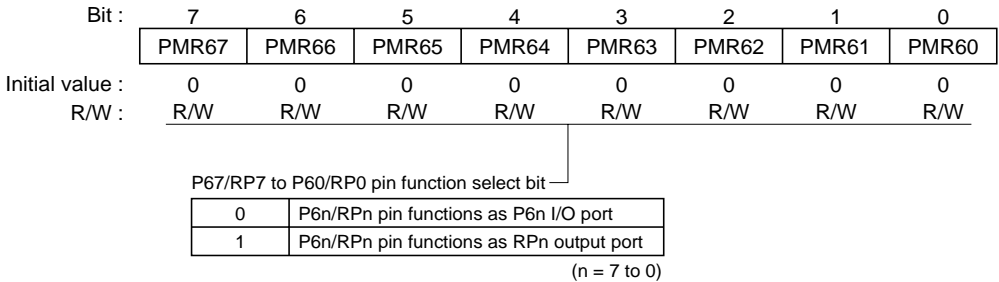 Bit : 7 6 5 4 3 2 1 0
PMR67 PMR66 PMR65 PMR64 PMR63 PMR62 PMR61 PMR60
Initial value : 0 0 0 0 0 0 0 0
R/W : R/W R/W R/W R/W R/W R/W R/W R/W
P67/RP7 to P60/RP0 pin function select bit
0 P6n/RPn pin functions as P6n I/O port
1 P6n/RPn pin functions as RPn output port
(n = 7 to 0)